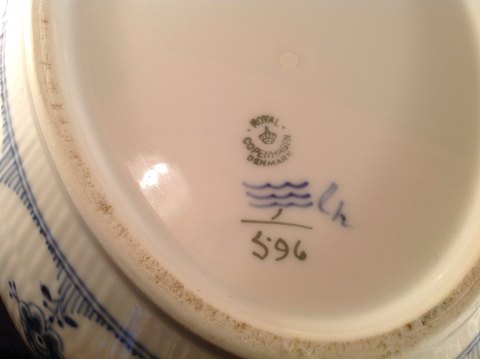 ROYAL
COPENHAGEN
DENMARK
1
596